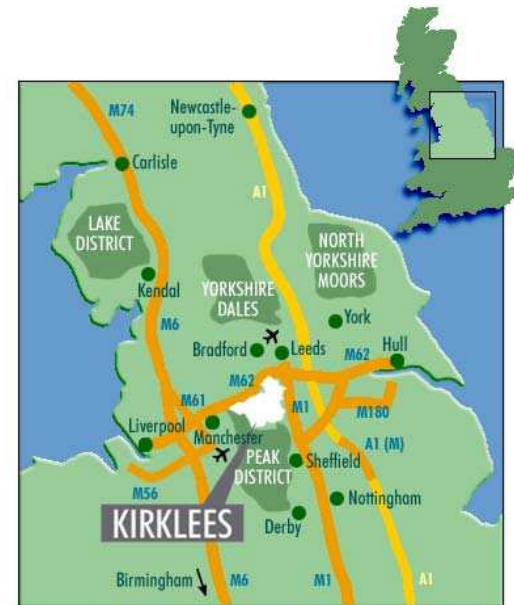 M74
Newcastle-
upon-Tyne
Carlisle
A1
LAKE
DISTRICT
NORTH
YORKSHIRE
MOORS
Kendal
YORKSHIRE
DALES
M6
York
Bradford
Leeds
Hull
M62
M62
M61
M1
M180
Liverpool
Manchester
A1 (M)
PEAK
DISTRICT
Sheffield
M56
Nottingham
KIRKLEES
Derby
Birmingham
M6
M1
A1